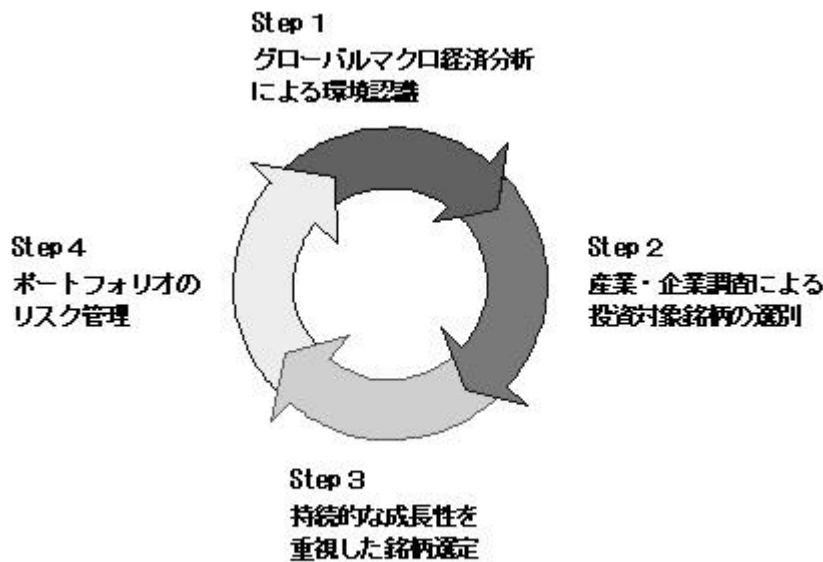 Step 1
グローバルマクロ経済分析
による環境認識
Step 2
産業・企業調査による
投資対象銘柄の選別
Step 3
持続的な成長性を
重視した銘柄選定
Step 4
ポートフォリオの
リスク管理